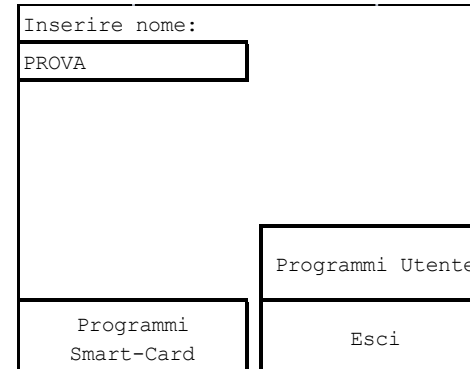 Inserire nome:
PROVA
Programmi Utente
Programmi
Smart-Card
Esci